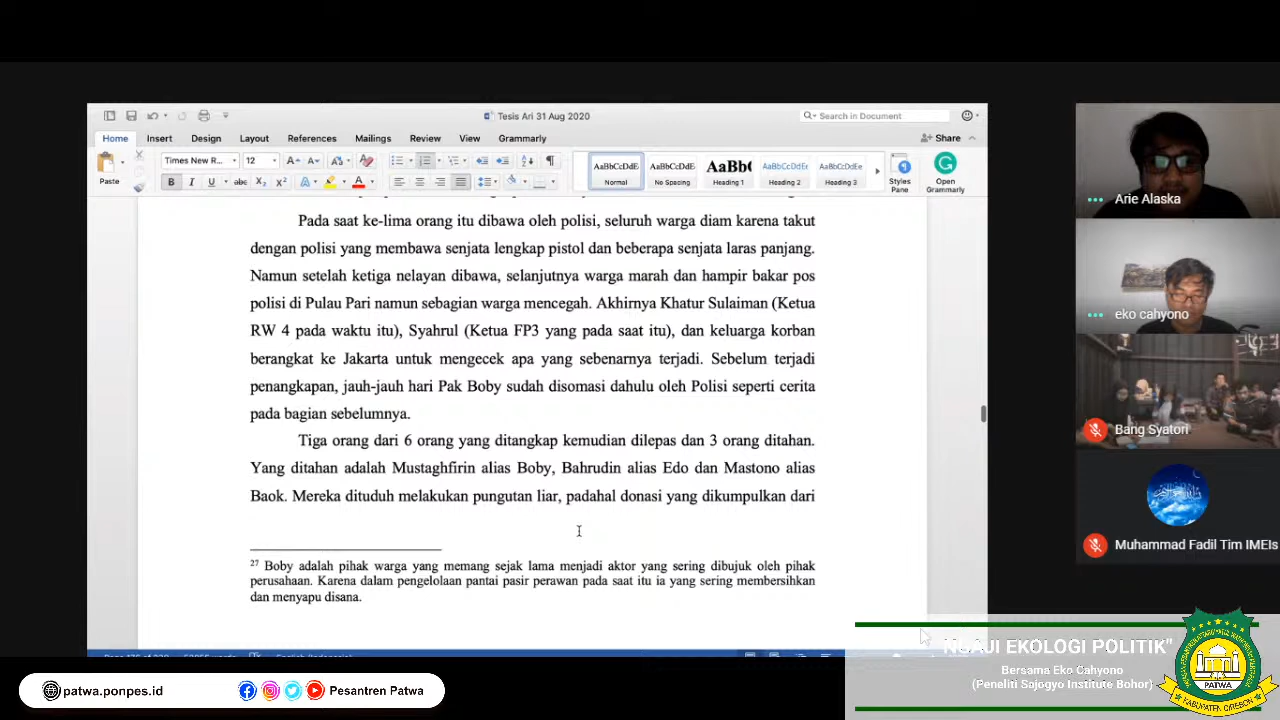 Tesis Ari 31 Aug 2020
Search in Document
Home Insert Design Layout References Mailings Review View Grammarly
Share
Paste
Times New R...
12
AaBbCcDdE
Normal
AaBbCcDdE
No Spacing
AaBb(
Heading 1
AaBbCcDdEr
Heading 2
AaBbCcDdEe
Heading 3
Styles
Pane
Open
Grammarly
Pada saat ke-lima orang itu dibawa oleh polisi, seluruh warga diam karena takut
dengan polisi yang membawa senjata lengkap pistol dan beberapa senjata laras panjang.
Namun setelah ketiga nelayan dibawa, selanjutnya warga marah dan hampir bakar pos
polisi di Pulau Pari namun sebagian warga mencegah. Akhirnya Khatur Sulaiman (Ketua
RW 4 pada waktu itu), Syahrul (Ketua FP3 yang pada saat itu), dan keluarga korban
berangkat ke Jakarta untuk mengecek apa yang sebenarnya terjadi. Sebelum terjadi
penangkapan, jauh-jauh hari Pak Boby sudah disomasi dahulu oleh Polisi seperti cerita
pada bagian sebelumnya.
Tiga orang dari 6 orang yang ditangkap kemudian dilepas dan 3 orang ditahan.
Yang ditahan adalah Mustaghfirin alias Boby, Bahrudin alias Edo dan Mastono alias
Baok. Mereka dituduh melakukan pungutan liar, padahal donasi yang dikumpulkan dari
27 Boby adalah pihak warga yang memang sejak lama menjadi aktor yang sering dibujuk oleh pihak
perusahaan. Karena dalam pengelolaan pantai pasir perawan pada saat itu ia yang sering membersihkan
dan menyapu disana.
Arie Alaska
eko cahyono
Bang Syatori
Muhammad Fadil Tim IMEIs
"NGAJI EKOLOGI POLITIK"
Bersama Eko Cahyono
(Peneliti Sajogyo Institute Bohor)
PATWA
KABUPATEN CIREBON
patwa.ponpes.id
Pesantren Patwa